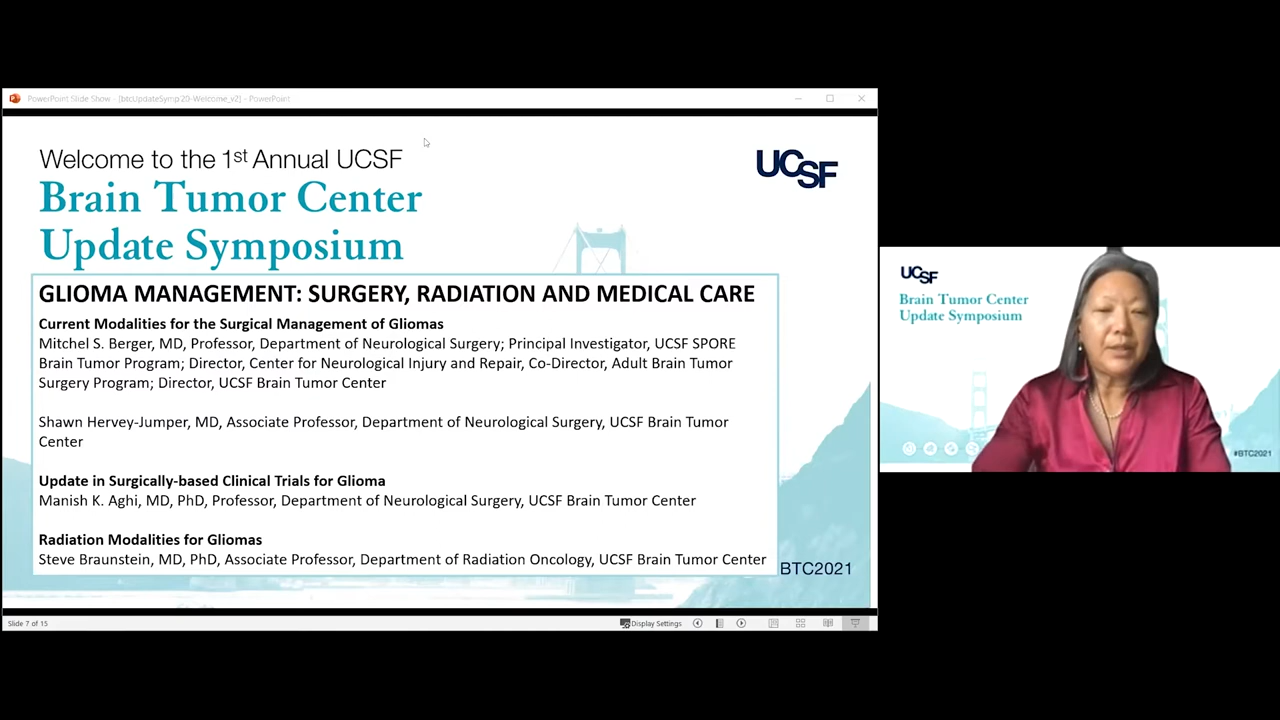 PowerPoint Slide Show - [btcUpdateSymp20-Welcome_v2] - PowerPoint
Welcome to the 1st Annual UCSF
Brain Tumor Center
Update Symposium
UCSF
GLIOMA MANAGEMENT: SURGERY, RADIATION AND MEDICAL CARE
Current Modalities for the Surgical Management of Gliomas
Mitchel S. Berger, MD, Professor, Department of Neurological Surgery; Principal Investigator, UCSF SPORE
Brain Tumor Program; Director, Center for Neurological Injury and Repair, Co-Director, Adult Brain Tumor
Surgery Program; Director, UCSF Brain Tumor Center
Shawn Hervey-Jumper, MD, Associate Professor, Department of Neurological Surgery, UCSF Brain Tumor
Center
Update in Surgically-based Clinical Trials for Glioma
Manish K. Aghi, MD, PhD, Professor, Department of Neurological Surgery, UCSF Brain Tumor Center
Radiation Modalities for Gliomas
Steve Braunstein, MD, PhD, Associate Professor, Department of Radiation Oncology, UCSF Brain Tumor Center
BTC2021
Slide 7 of 15
Display Settings
UCSF
Brain Tumor Center
Update Symposium
#BTC2021